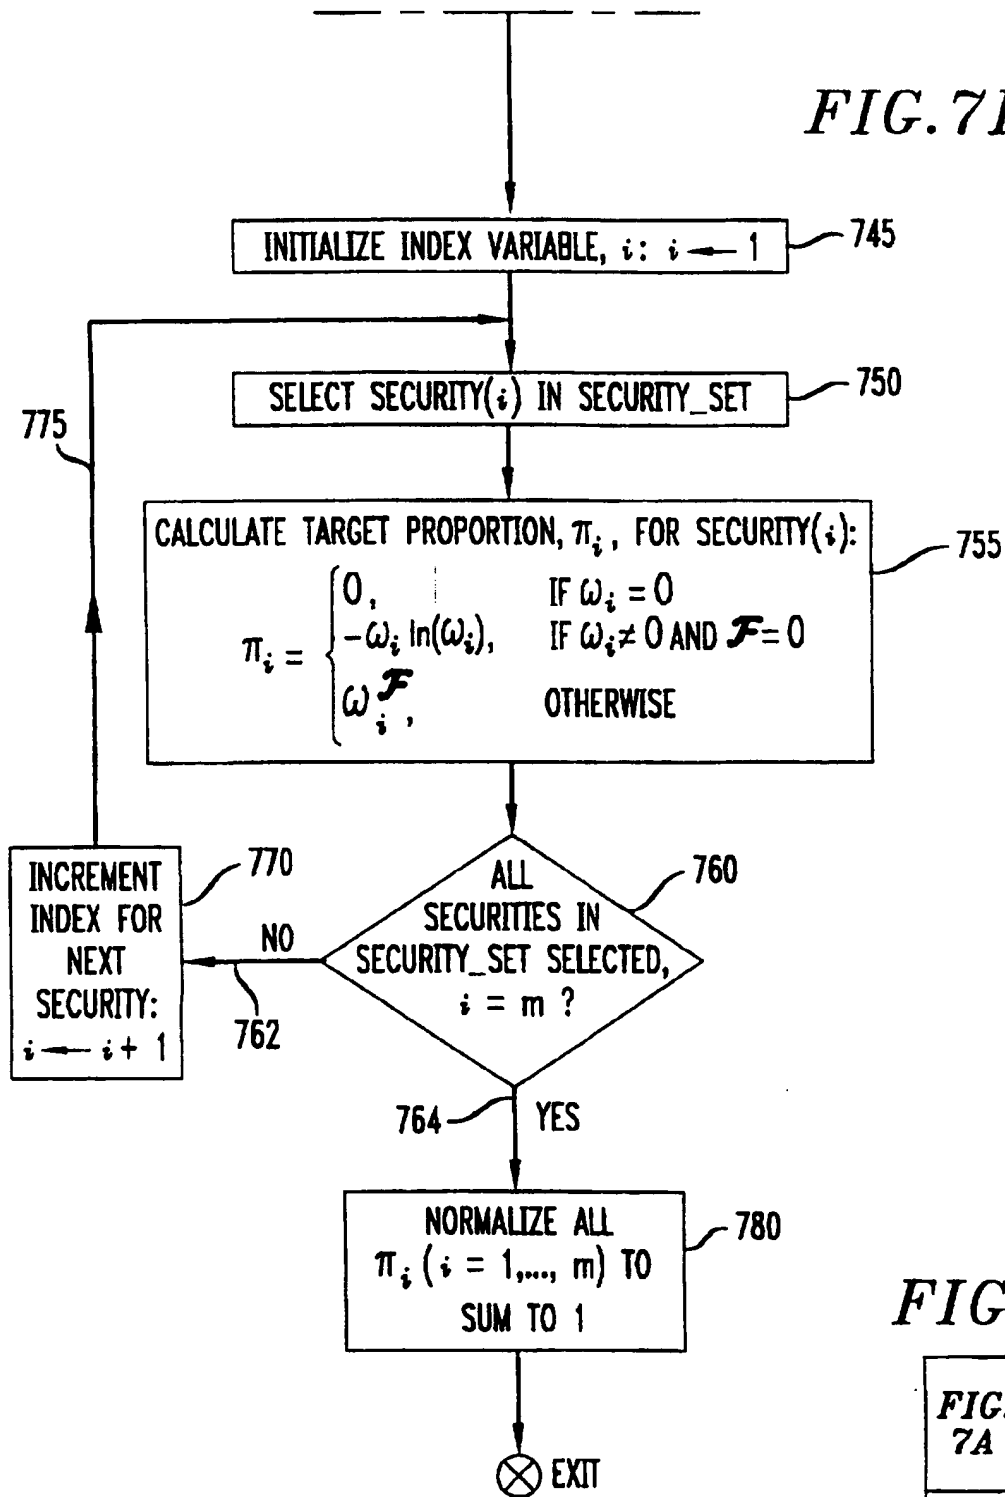 FIG.7
INITIALIZE INDEX VARIABLE, i: i ← 1
745
SELECT SECURITY(i) IN SECURITY_SET
750
775
CALCULATE TARGET PROPORTION, πi, FOR SECURITY(i):
755
πi = { 0, IF ωi = 0
-ωi ln(ωi), IF ωi ≠ 0 AND ℱ = 0
ωi^ℱ, OTHERWISE
ALL
SECURITIES IN
SECURITY_SET SELECTED,
i = m ?
760
INCREMENT
INDEX FOR
NEXT
SECURITY:
i ← i + 1
770
NO
762
764
YES
NORMALIZE ALL
πi (i = 1,..., m) TO
SUM TO 1
780
EXIT
FIG
FIG.
7A